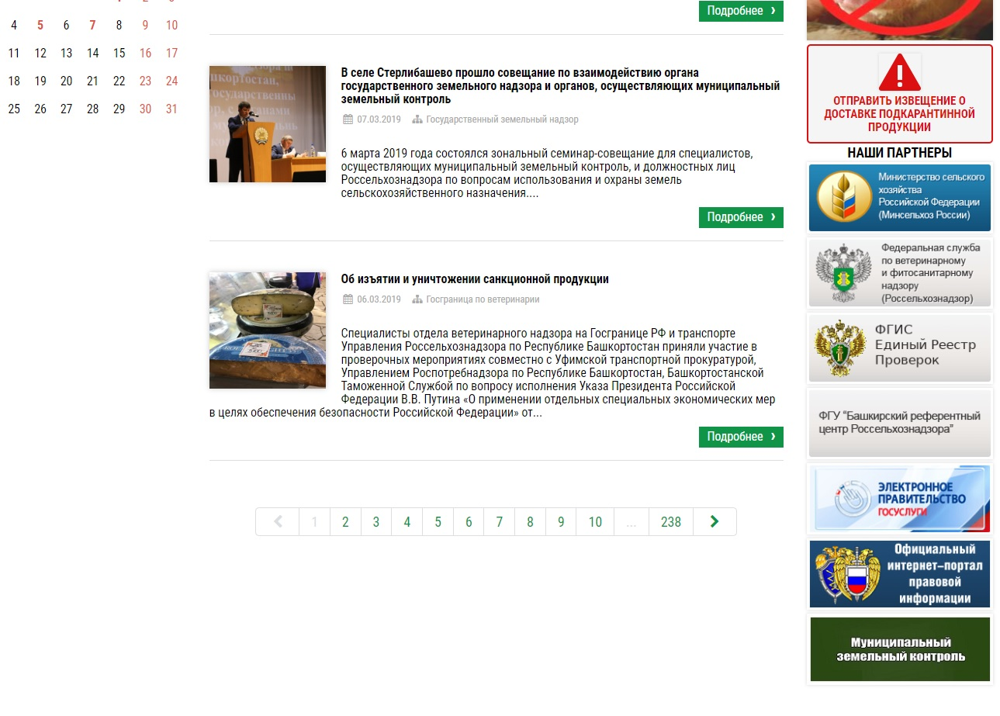 4 5 6 7 8 9 10
11 12 13 14 15 16 17
18 19 20 21 22 23 24
25 26 27 28 29 30 31
Подробнее ›
В селе Стерлибашево прошло совещание по взаимодействию органа
государственного земельного надзора и органов, осуществляющих муниципальный
земельный контроль
07.03.2019 Государственный земельный надзор
6 марта 2019 года состоялся зональный семинар-совещание для специалистов,
осуществляющих муниципальный земельный контроль, и должностных лиц
Россельхознадзора по вопросам использования и охраны земель
сельскохозяйственного назначения....
Подробнее ›
Об изъятии и уничтожении санкционной продукции
06.03.2019 Госграница по ветеринарии
Специалисты отдела ветеринарного надзора на Госгранице РФ и транспорте
Управления Россельхознадзора по Республике Башкортостан приняли участие в
проверочных мероприятиях совместно с Уфимской транспортной прокуратурой,
Управлением Роспотребнадзора по Республике Башкортостан, Башкортостанской
Таможенной Службой по вопросу исполнения Указа Президента Российской
Федерации В.В. Путина «О применении отдельных специальных экономических мер
в целях обеспечения безопасности Российской Федерации» от...
Подробнее ›
1 2 3 4 5 6 7 8 9 10 ... 238
ОТПРАВИТЬ ИЗВЕЩЕНИЕ О
ДОСТАВКЕ ПОДКАРАНТИННОЙ
ПРОДУКЦИИ
НАШИ ПАРТНЕРЫ
Министерство сельского
хозяйства
Российской Федерации
(Минсельхоз России)
Федеральная служба
по ветеринарному
и фитосанитарному
надзору
(Россельхознадзор)
ФГИС
Единый Реестр
Проверок
ФГУ “Башкирский референтный
центр Россельхознадзора”
ЭЛЕКТРОННОЕ
ПРАВИТЕЛЬСТВО
ГОСУСЛУГИ
Официальный
интернет–портал
правовой
информации
Муниципальный
земельный контроль